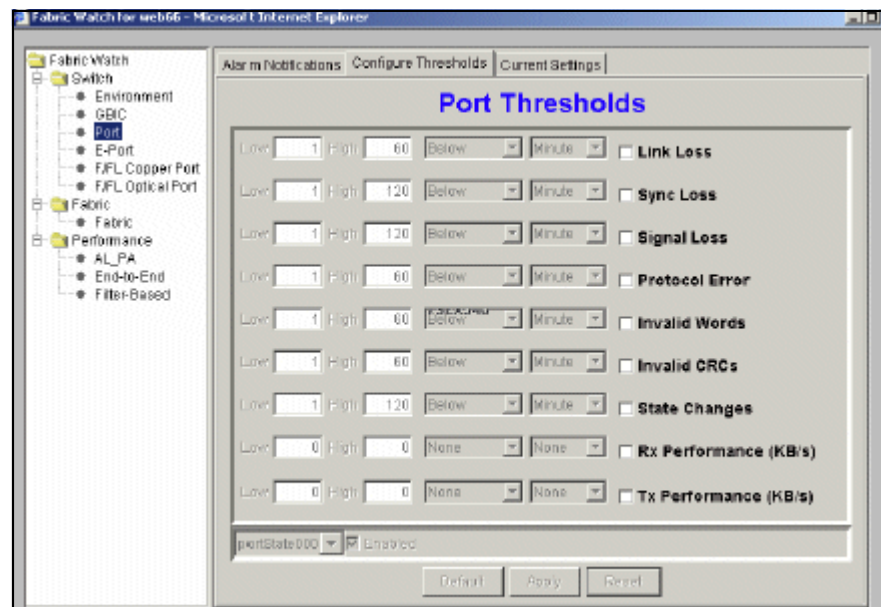 Fabric Watch for web66 - Microsoft Internet Explorer
Fabric Watch
Switch
Environment
GBIC
Port
E-Port
F/FL Copper Port
F/FL Optical Port
Fabric
Fabric
Performance
AL_PA
End-to-End
Filter-Based
Alarm Notifications Configure Thresholds Current Settings
Port Thresholds
Low: 1 High: 60 Below Minute Link Loss
Low: 1 High: 120 Below Minute Sync Loss
Low: 1 High: 120 Below Minute Signal Loss
Low: 1 High: 60 Below Minute Protocol Error
Low: 1 High: 60 Below Minute Invalid Words
Low: 1 High: 60 Below Minute Invalid CRCs
Low: 1 High: 120 Below Minute State Changes
Low: 0 High: 0 None None Rx Performance (KB/s)
Low: 0 High: 0 None None Tx Performance (KB/s)
portState000 Enabled
Default Apply Reset